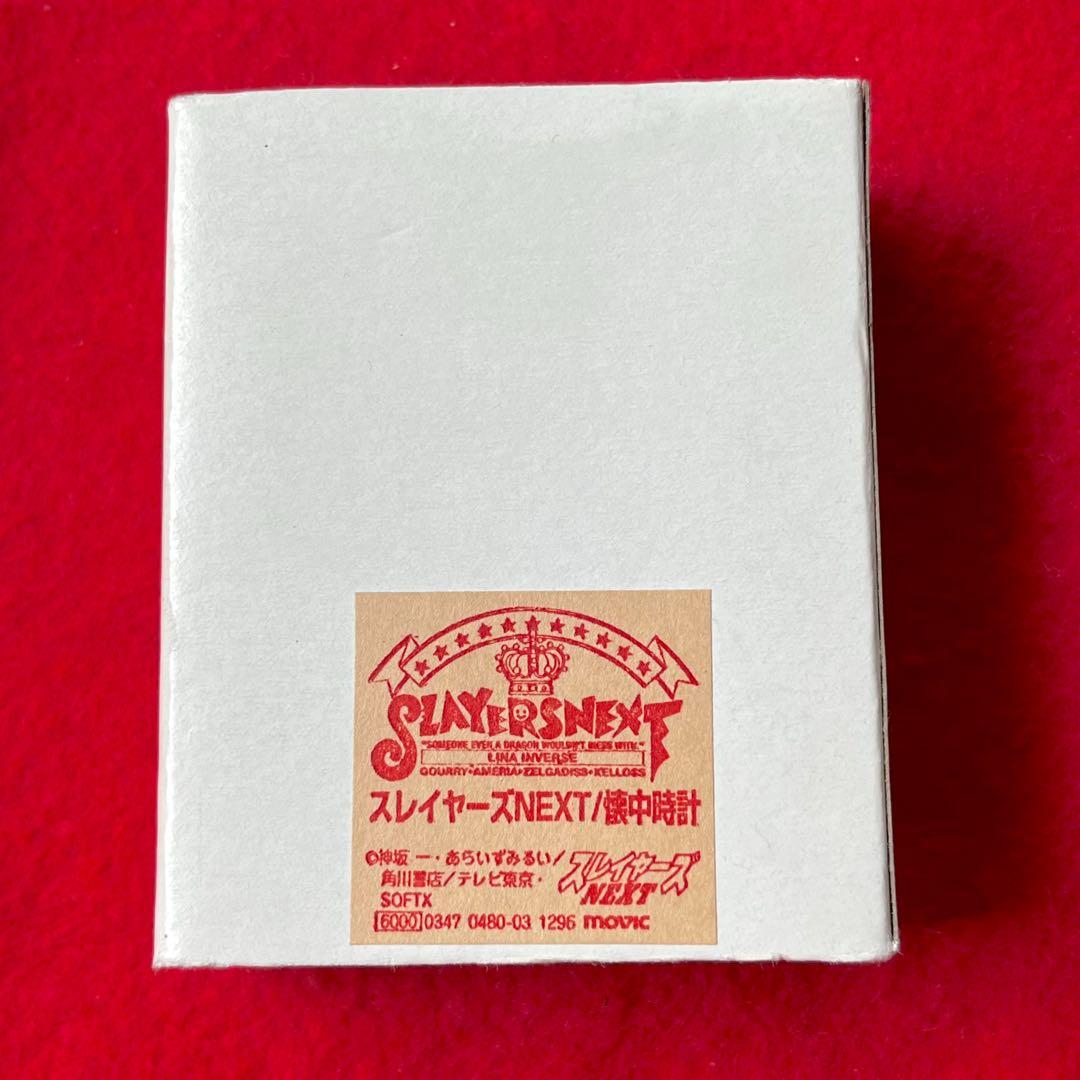 SLAYERSNEXT
"SOMEONE EVEN A DRAGON WOULDN'T MESS WITH."
LINA INVERSE
GOURRY・AMERIA・ZELGADISS・XELLOSS
スレイヤーズNEXT/懐中時計
©神坂 一・あらいずみるい/
角川書店/テレビ東京・
SOFTX
スレイヤーズ
NEXT
6000 0347 0480-03 1296 movic